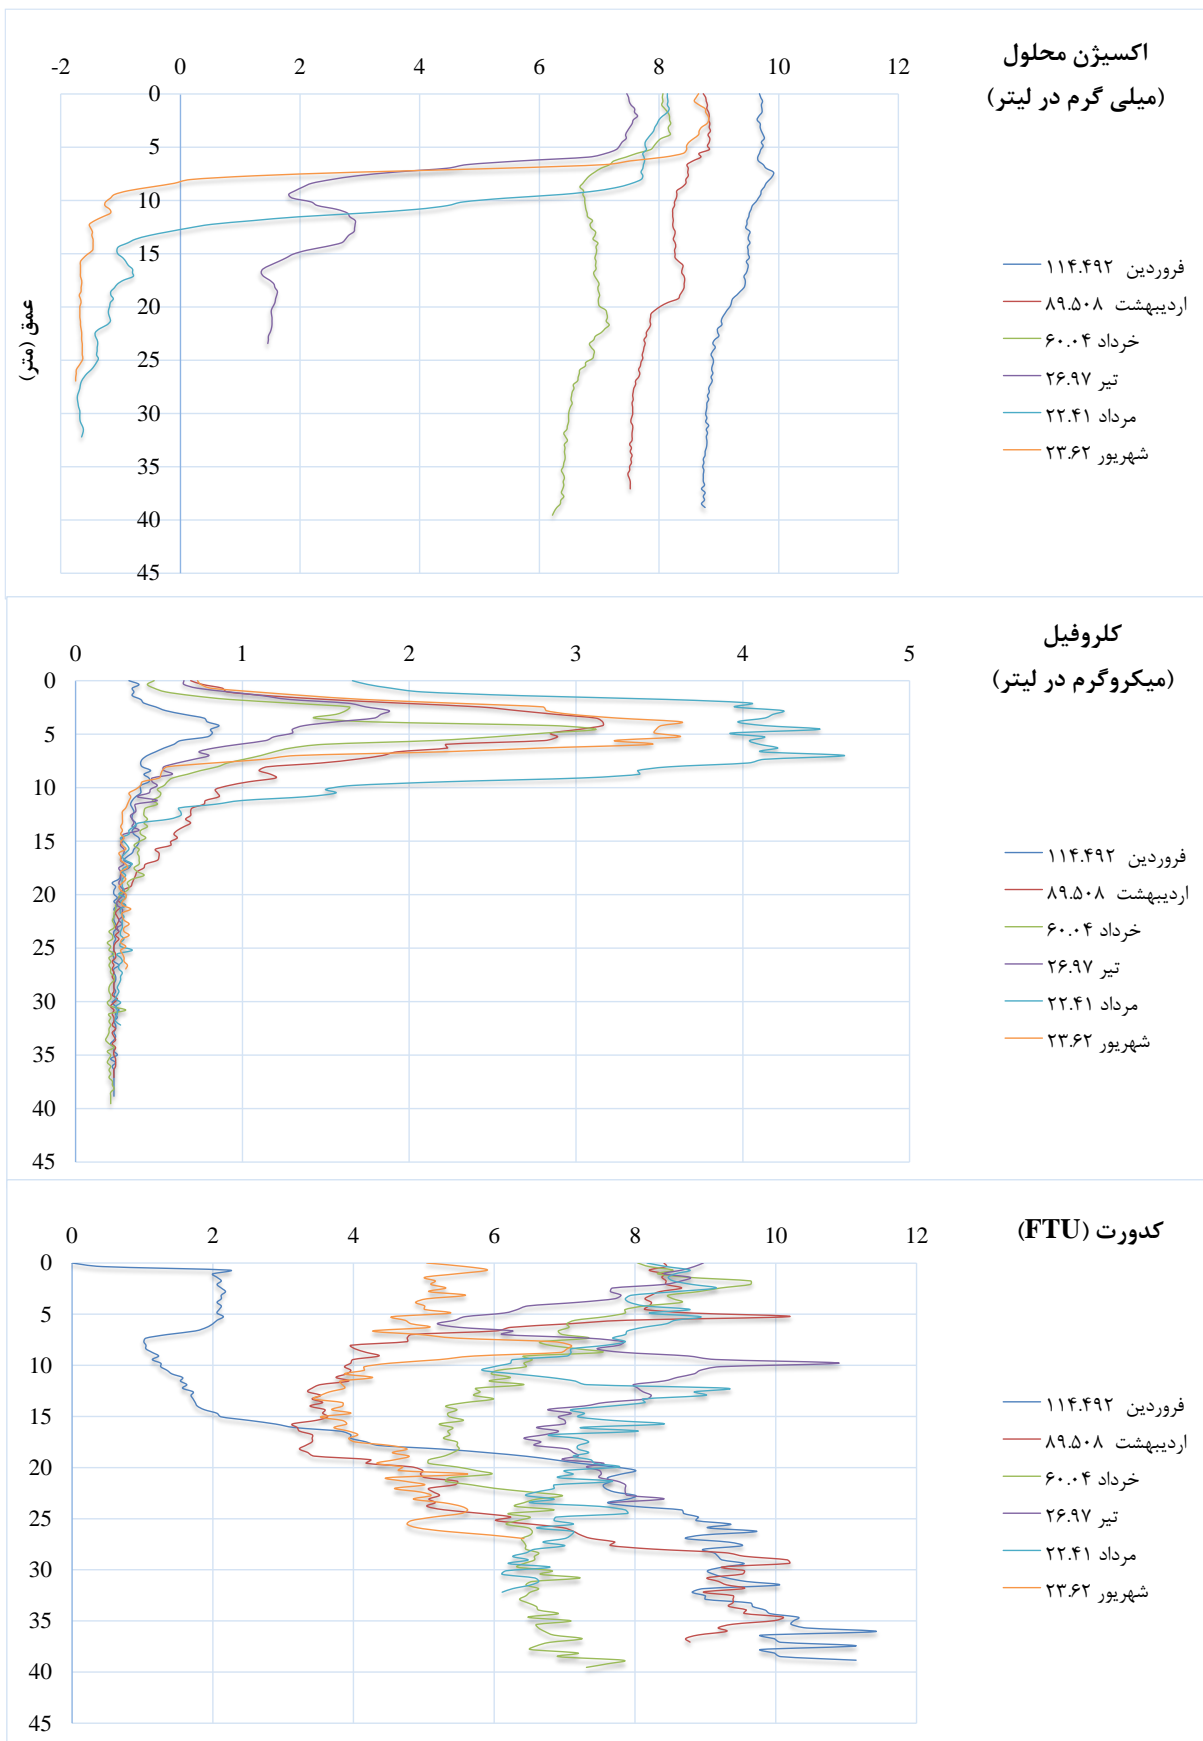 اکسیژن محلول
(میلی گرم در لیتر)
-2 0 2 4 6 8 10 12
0
5
10
15
20
25
30
35
40
45
عمق (متر)
فروردین ۱۱۴.۴۹۲
اردیبهشت ۸۹.۵۰۸
خرداد ۶۰.۰۴
تیر ۲۶.۹۷
مرداد ۲۲.۴۱
شهریور ۲۳.۶۲
کلروفیل
(میکروگرم در لیتر)
0 1 2 3 4 5
0
5
10
15
20
25
30
35
40
45
فروردین ۱۱۴.۴۹۲
اردیبهشت ۸۹.۵۰۸
خرداد ۶۰.۰۴
تیر ۲۶.۹۷
مرداد ۲۲.۴۱
شهریور ۲۳.۶۲
کدورت (FTU)
0 2 4 6 8 10 12
0
5
10
15
20
25
30
35
40
45
فروردین ۱۱۴.۴۹۲
اردیبهشت ۸۹.۵۰۸
خرداد ۶۰.۰۴
تیر ۲۶.۹۷
مرداد ۲۲.۴۱
شهریور ۲۳.۶۲